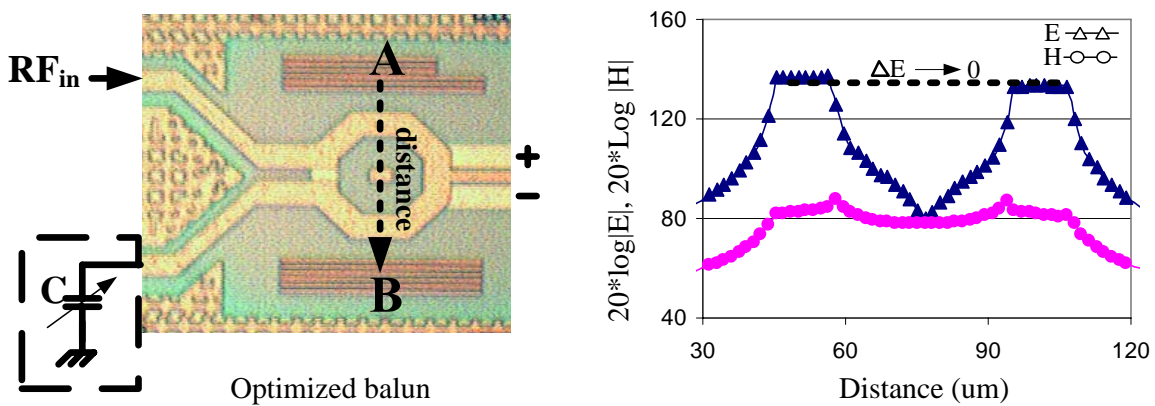 RF_in
A
distance
B
+
−
C
Optimized balun
20*log|E|, 20*Log |H|
160
120
80
40
E
H
ΔE → 0
30
60
90
120
Distance (um)